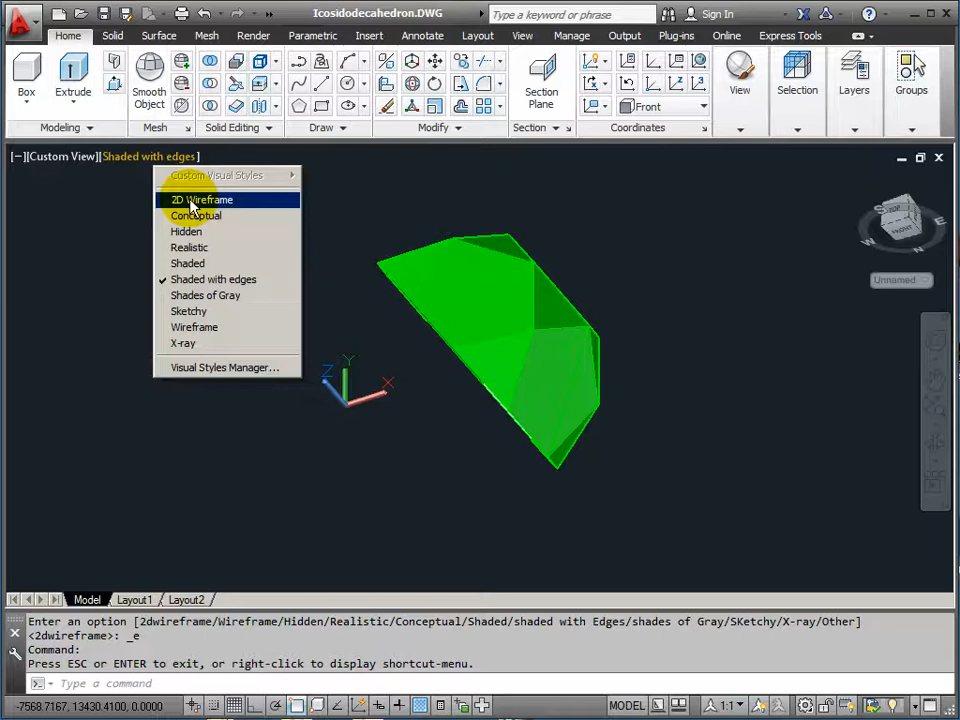 Icosidodecahedron.DWG
Type a keyword or phrase
Sign In
Home Solid Surface Mesh Render Parametric Insert Annotate Layout View Manage Output Plug-ins Online Express Tools
Box
Extrude
Smooth
Object
Section
Plane
Front
View
Selection
Layers
Groups
Modeling Mesh Solid Editing Draw Modify Section Coordinates
[−][Custom View][Shaded with edges]
Custom Visual Styles
2D Wireframe
Conceptual
Hidden
Realistic
Shaded
Shaded with edges
Shades of Gray
Sketchy
Wireframe
X-ray
Visual Styles Manager...
TOP
FRONT
S
E
W
Unnamed
Z
Y
X
Model Layout1 Layout2
Enter an option [2dwireframe/Wireframe/Hidden/Realistic/Conceptual/Shaded/shaded with Edges/shades of Gray/SKetchy/X-ray/Other]
<2dwireframe>: _e
Command:
Press ESC or ENTER to exit, or right-click to display shortcut-menu.
Type a command
-7568.7167, 13430.4100, 0.0000
MODEL
1:1